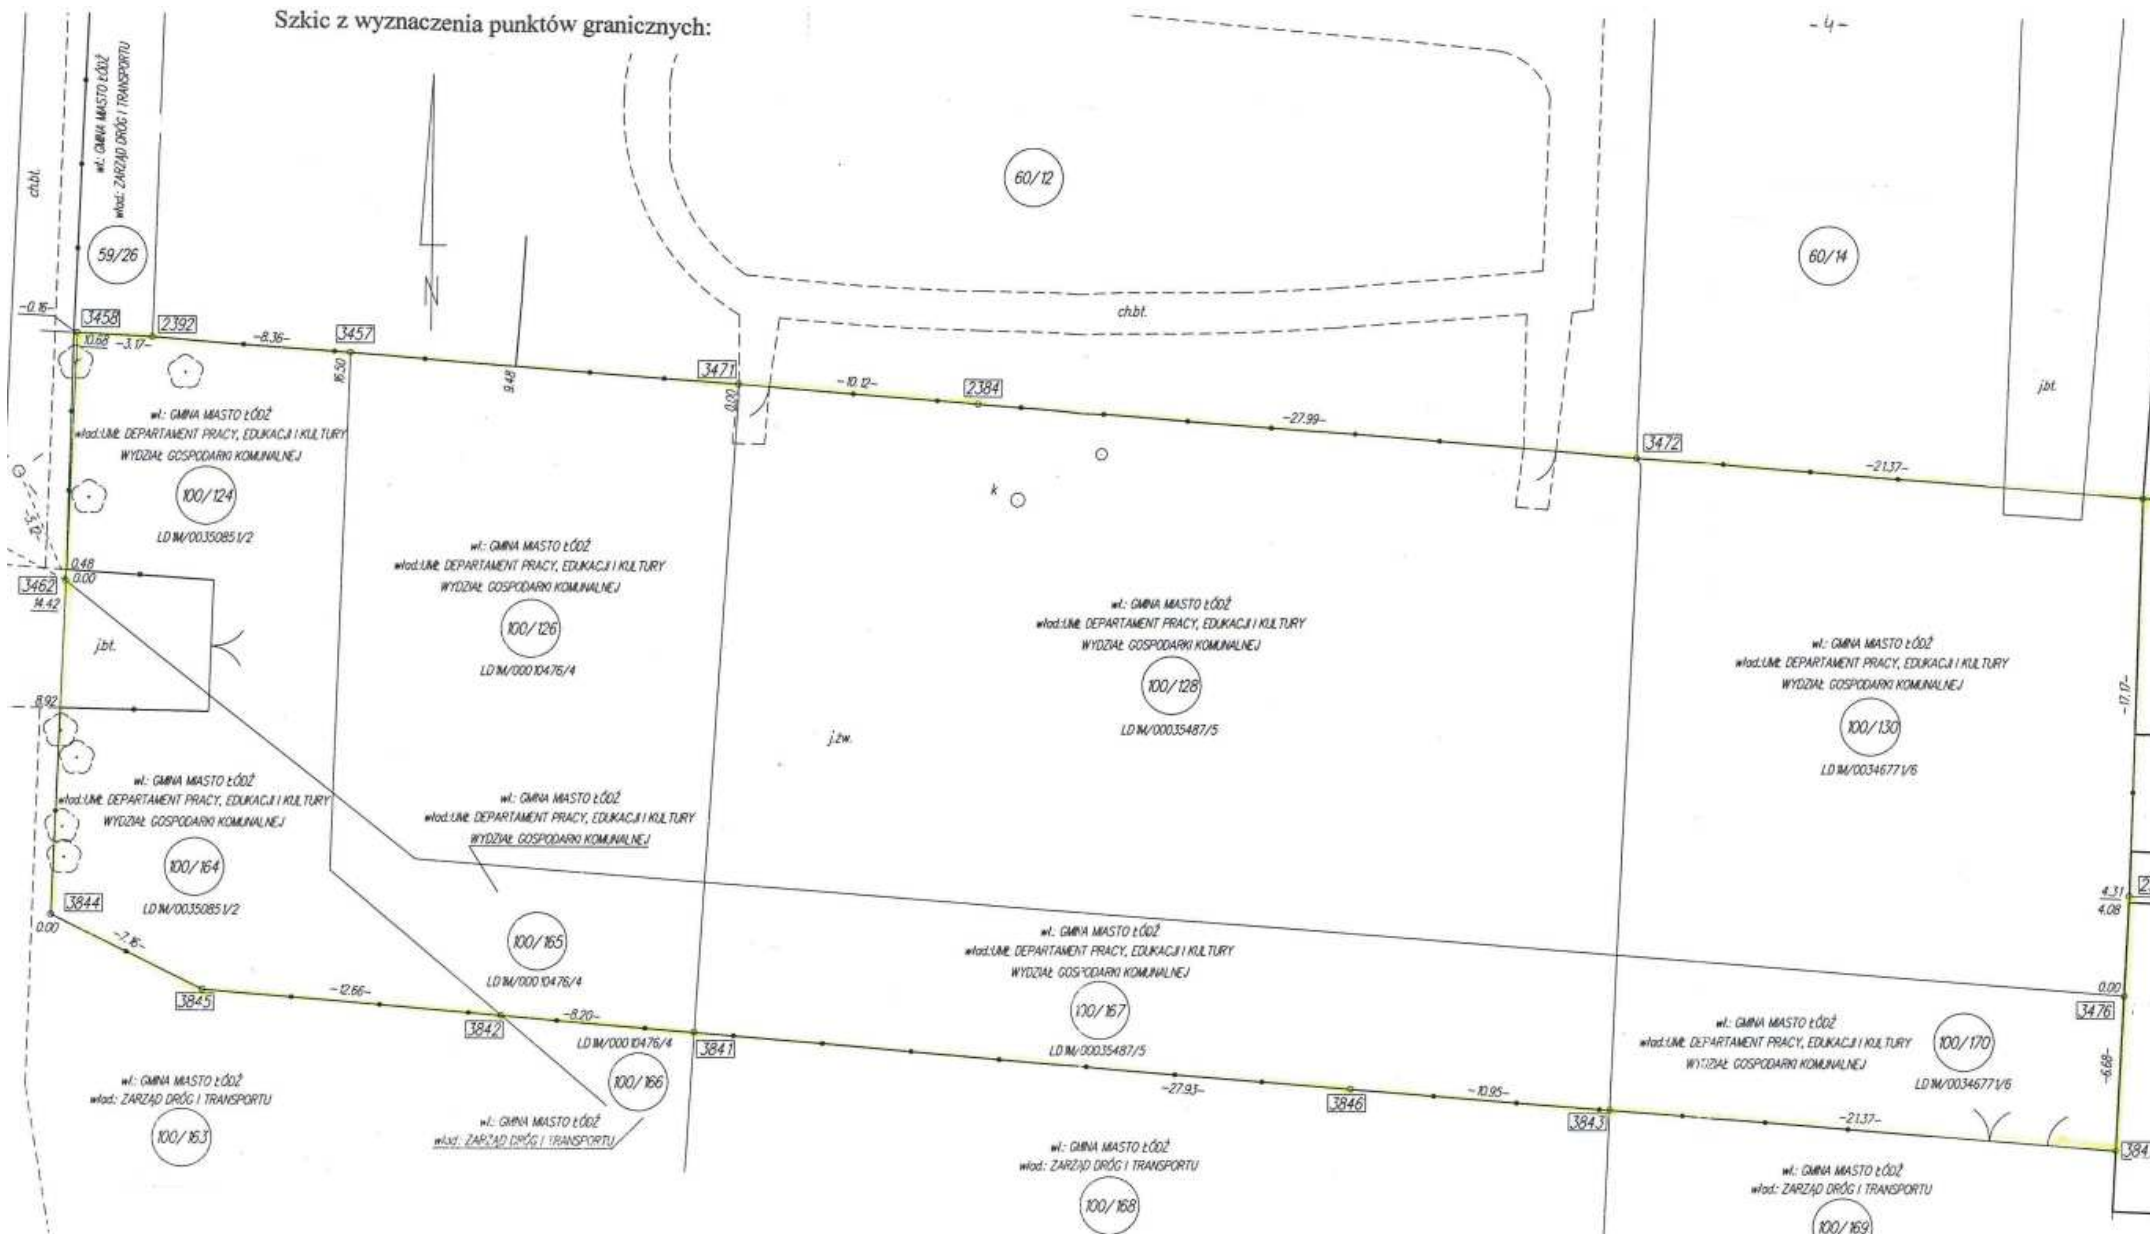 Szkic z wyznaczenia punktów granicznych:
-4-
wł.: GMINA MIASTO ŁÓDŹ
wład.: ZARZĄD DRÓG I TRANSPORTU
59/26
ch.bt.
60/12
60/14
ch.bt.
j.bt.
N
-0.16-
3458
10.68
-3.17-
2392
-8.36-
3457
16.50
9.48
3471
0.00
-10.12-
2384
-27.99-
3472
-21.37-
wł.: GMINA MIASTO ŁÓDŹ
wład.:UMŁ DEPARTAMENT PRACY, EDUKACJI I KULTURY
WYDZIAŁ GOSPODARKI KOMUNALNEJ
100/124
LD1M/00350851/2
k
0.48
0.00
3462
14.42
j.bt.
8.92
wł.: GMINA MIASTO ŁÓDŹ
wład.:UMŁ DEPARTAMENT PRACY, EDUKACJI I KULTURY
WYDZIAŁ GOSPODARKI KOMUNALNEJ
100/126
LD1M/00010476/4
wł.: GMINA MIASTO ŁÓDŹ
wład.:UMŁ DEPARTAMENT PRACY, EDUKACJI I KULTURY
WYDZIAŁ GOSPODARKI KOMUNALNEJ
100/128
LD1M/00035487/5
wł.: GMINA MIASTO ŁÓDŹ
wład.:UMŁ DEPARTAMENT PRACY, EDUKACJI I KULTURY
WYDZIAŁ GOSPODARKI KOMUNALNEJ
100/130
LD1M/00346771/6
-17.17-
j.żw.
wł.: GMINA MIASTO ŁÓDŹ
wład.:UMŁ DEPARTAMENT PRACY, EDUKACJI I KULTURY
WYDZIAŁ GOSPODARKI KOMUNALNEJ
100/164
LD1M/00350851/2
wł.: GMINA MIASTO ŁÓDŹ
wład.:UMŁ DEPARTAMENT PRACY, EDUKACJI I KULTURY
WYDZIAŁ GOSPODARKI KOMUNALNEJ
100/165
LD1M/00010476/4
3844
0.00
-7.16-
3845
-12.66-
3842
-8.20-
3841
LD1M/00010476/4
100/166
wł.: GMINA MIASTO ŁÓDŹ
wład.: ZARZĄD DRÓG I TRANSPORTU
wł.: GMINA MIASTO ŁÓDŹ
wład.:UMŁ DEPARTAMENT PRACY, EDUKACJI I KULTURY
WYDZIAŁ GOSPODARKI KOMUNALNEJ
100/167
LD1M/00035487/5
-27.93-
3846
-10.95-
3843
-21.37-
4.31
4.08
0.00
3476
-6.68-
wł.: GMINA MIASTO ŁÓDŹ
wład.:UMŁ DEPARTAMENT PRACY, EDUKACJI I KULTURY
WYDZIAŁ GOSPODARKI KOMUNALNEJ
100/170
LD1M/00346771/6
384
wł.: GMINA MIASTO ŁÓDŹ
wład.: ZARZĄD DRÓG I TRANSPORTU
100/163
wł.: GMINA MIASTO ŁÓDŹ
wład.: ZARZĄD DRÓG I TRANSPORTU
100/168
wł.: GMINA MIASTO ŁÓDŹ
wład.: ZARZĄD DRÓG I TRANSPORTU
100/169